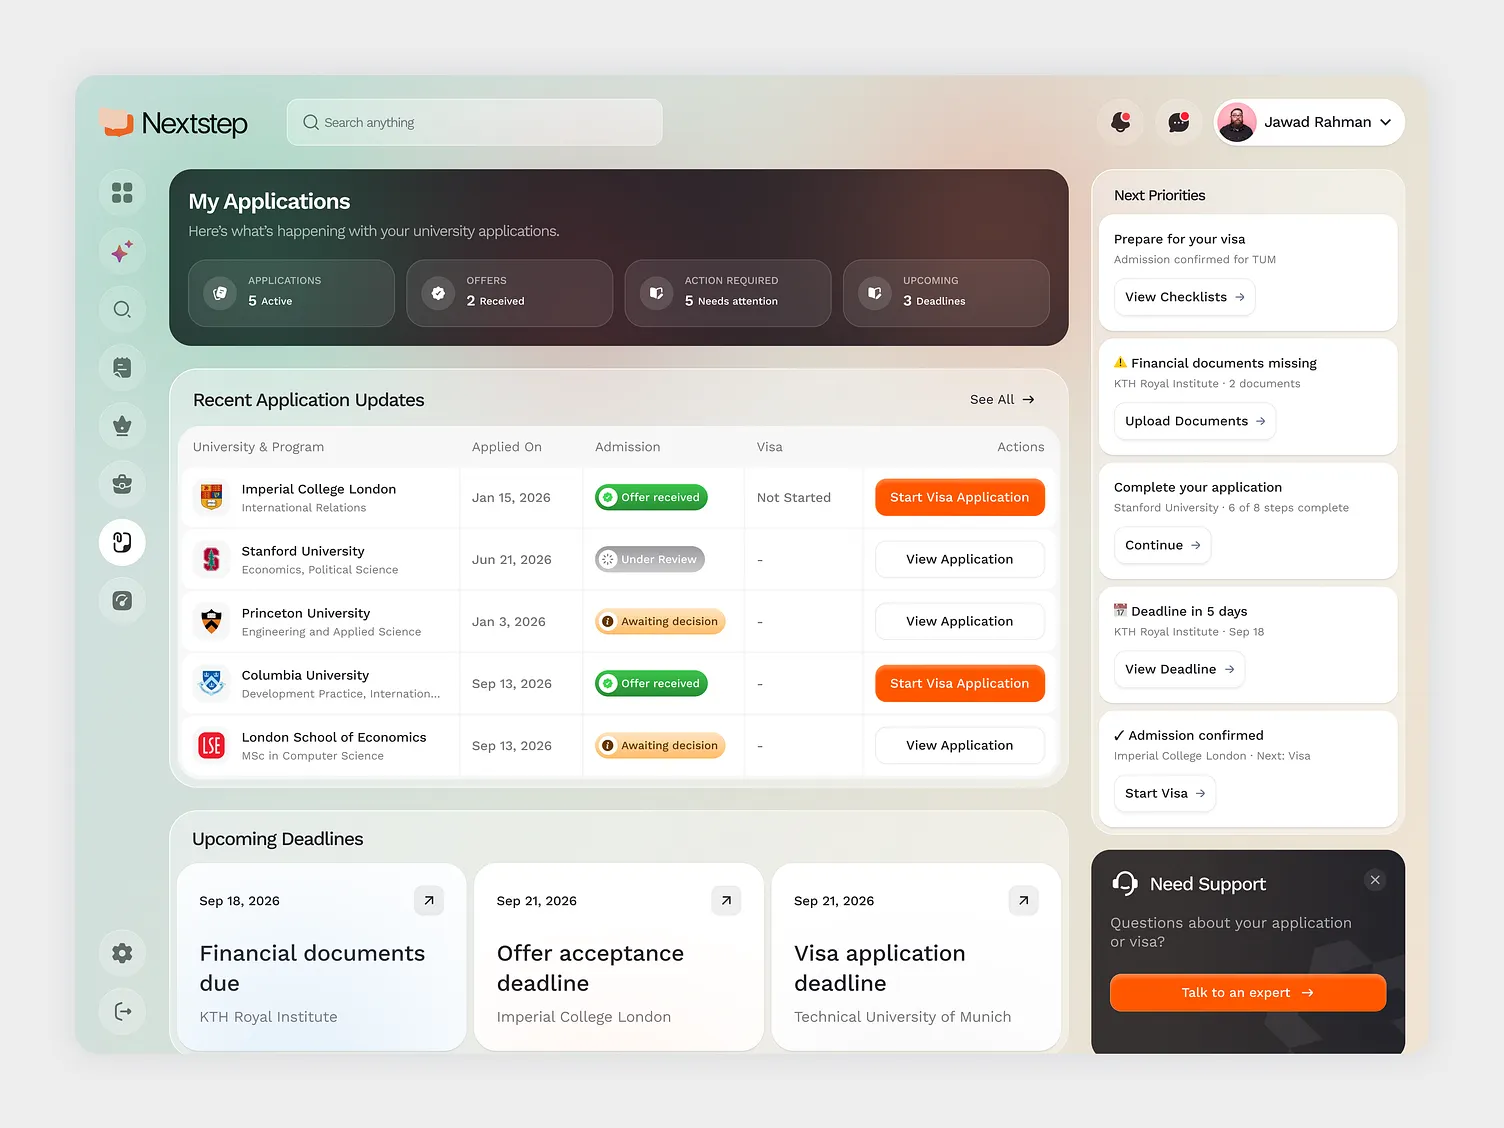 Nextstep
Search anything
Jawad Rahman
My Applications
Here's what's happening with your university applications.
APPLICATIONS
5 Active
OFFERS
2 Received
ACTION REQUIRED
5 Needs attention
UPCOMING
3 Deadlines
Recent Application Updates
See All →
University & Program
Applied On
Admission
Visa
Actions
Imperial College London
International Relations
Jan 15, 2026
Offer received
Not Started
Start Visa Application
Stanford University
Economics, Political Science
Jun 21, 2026
Under Review
-
View Application
Princeton University
Engineering and Applied Science
Jan 3, 2026
Awaiting decision
-
View Application
Columbia University
Development Practice, Internation...
Sep 13, 2026
Offer received
-
Start Visa Application
LSE
London School of Economics
MSc in Computer Science
Sep 13, 2026
Awaiting decision
-
View Application
Upcoming Deadlines
Sep 18, 2026
Financial documents
due
KTH Royal Institute
Sep 21, 2026
Offer acceptance
deadline
Imperial College London
Sep 21, 2026
Visa application
deadline
Technical University of Munich
Next Priorities
Prepare for your visa
Admission confirmed for TUM
View Checklists →
⚠️ Financial documents missing
KTH Royal Institute · 2 documents
Upload Documents →
Complete your application
Stanford University · 6 of 8 steps complete
Continue →
📅 Deadline in 5 days
KTH Royal Institute · Sep 18
View Deadline →
✓ Admission confirmed
Imperial College London · Next: Visa
Start Visa →
Need Support
Questions about your application
or visa?
Talk to an expert →